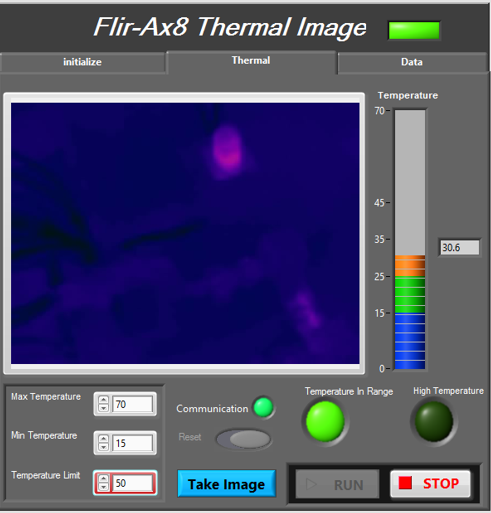 Flir-Ax8 Thermal Image
initialize
Thermal
Data
Temperature
70
45
35
25
15
0
30.6
Max Temperature
70
Min Temperature
15
Temperature Limit
50
Communication
Reset
Take Image
Temperature In Range
High Temperature
RUN
STOP